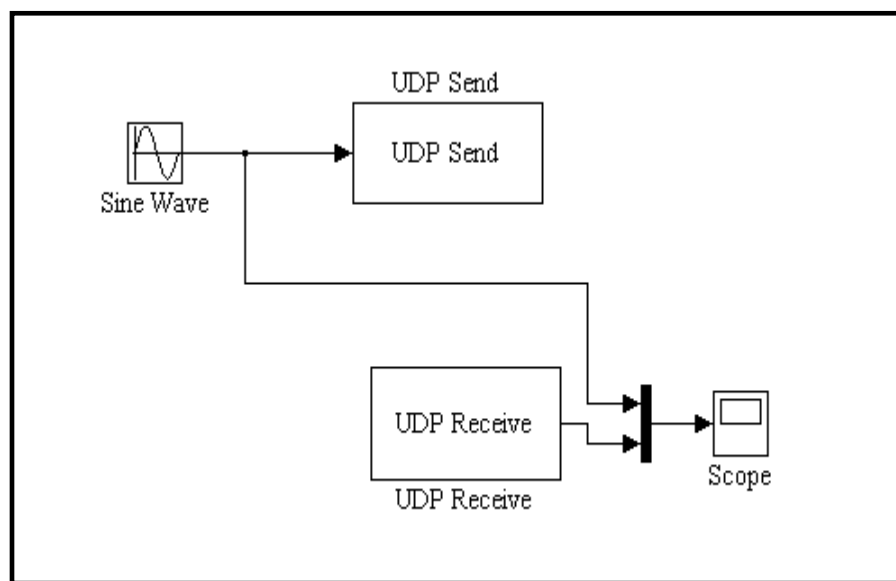 UDP Send
UDP Send
Sine Wave
UDP Receive
UDP Receive
Scope